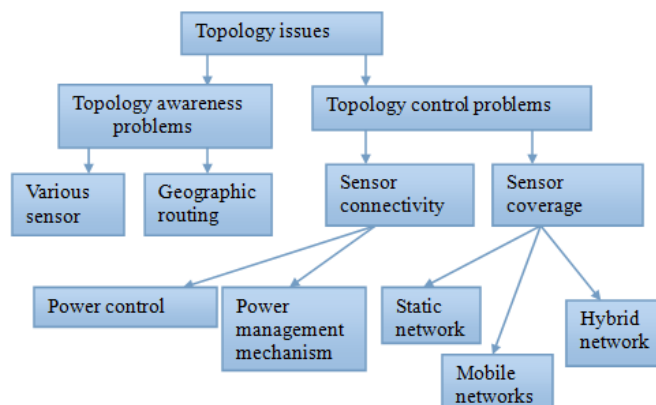 Topology issues
Topology awareness
problems
Topology control problems
Various
sensor
Geographic
routing
Sensor
connectivity
Sensor
coverage
Power control
Power
management
mechanism
Static
network
Mobile
networks
Hybrid
network